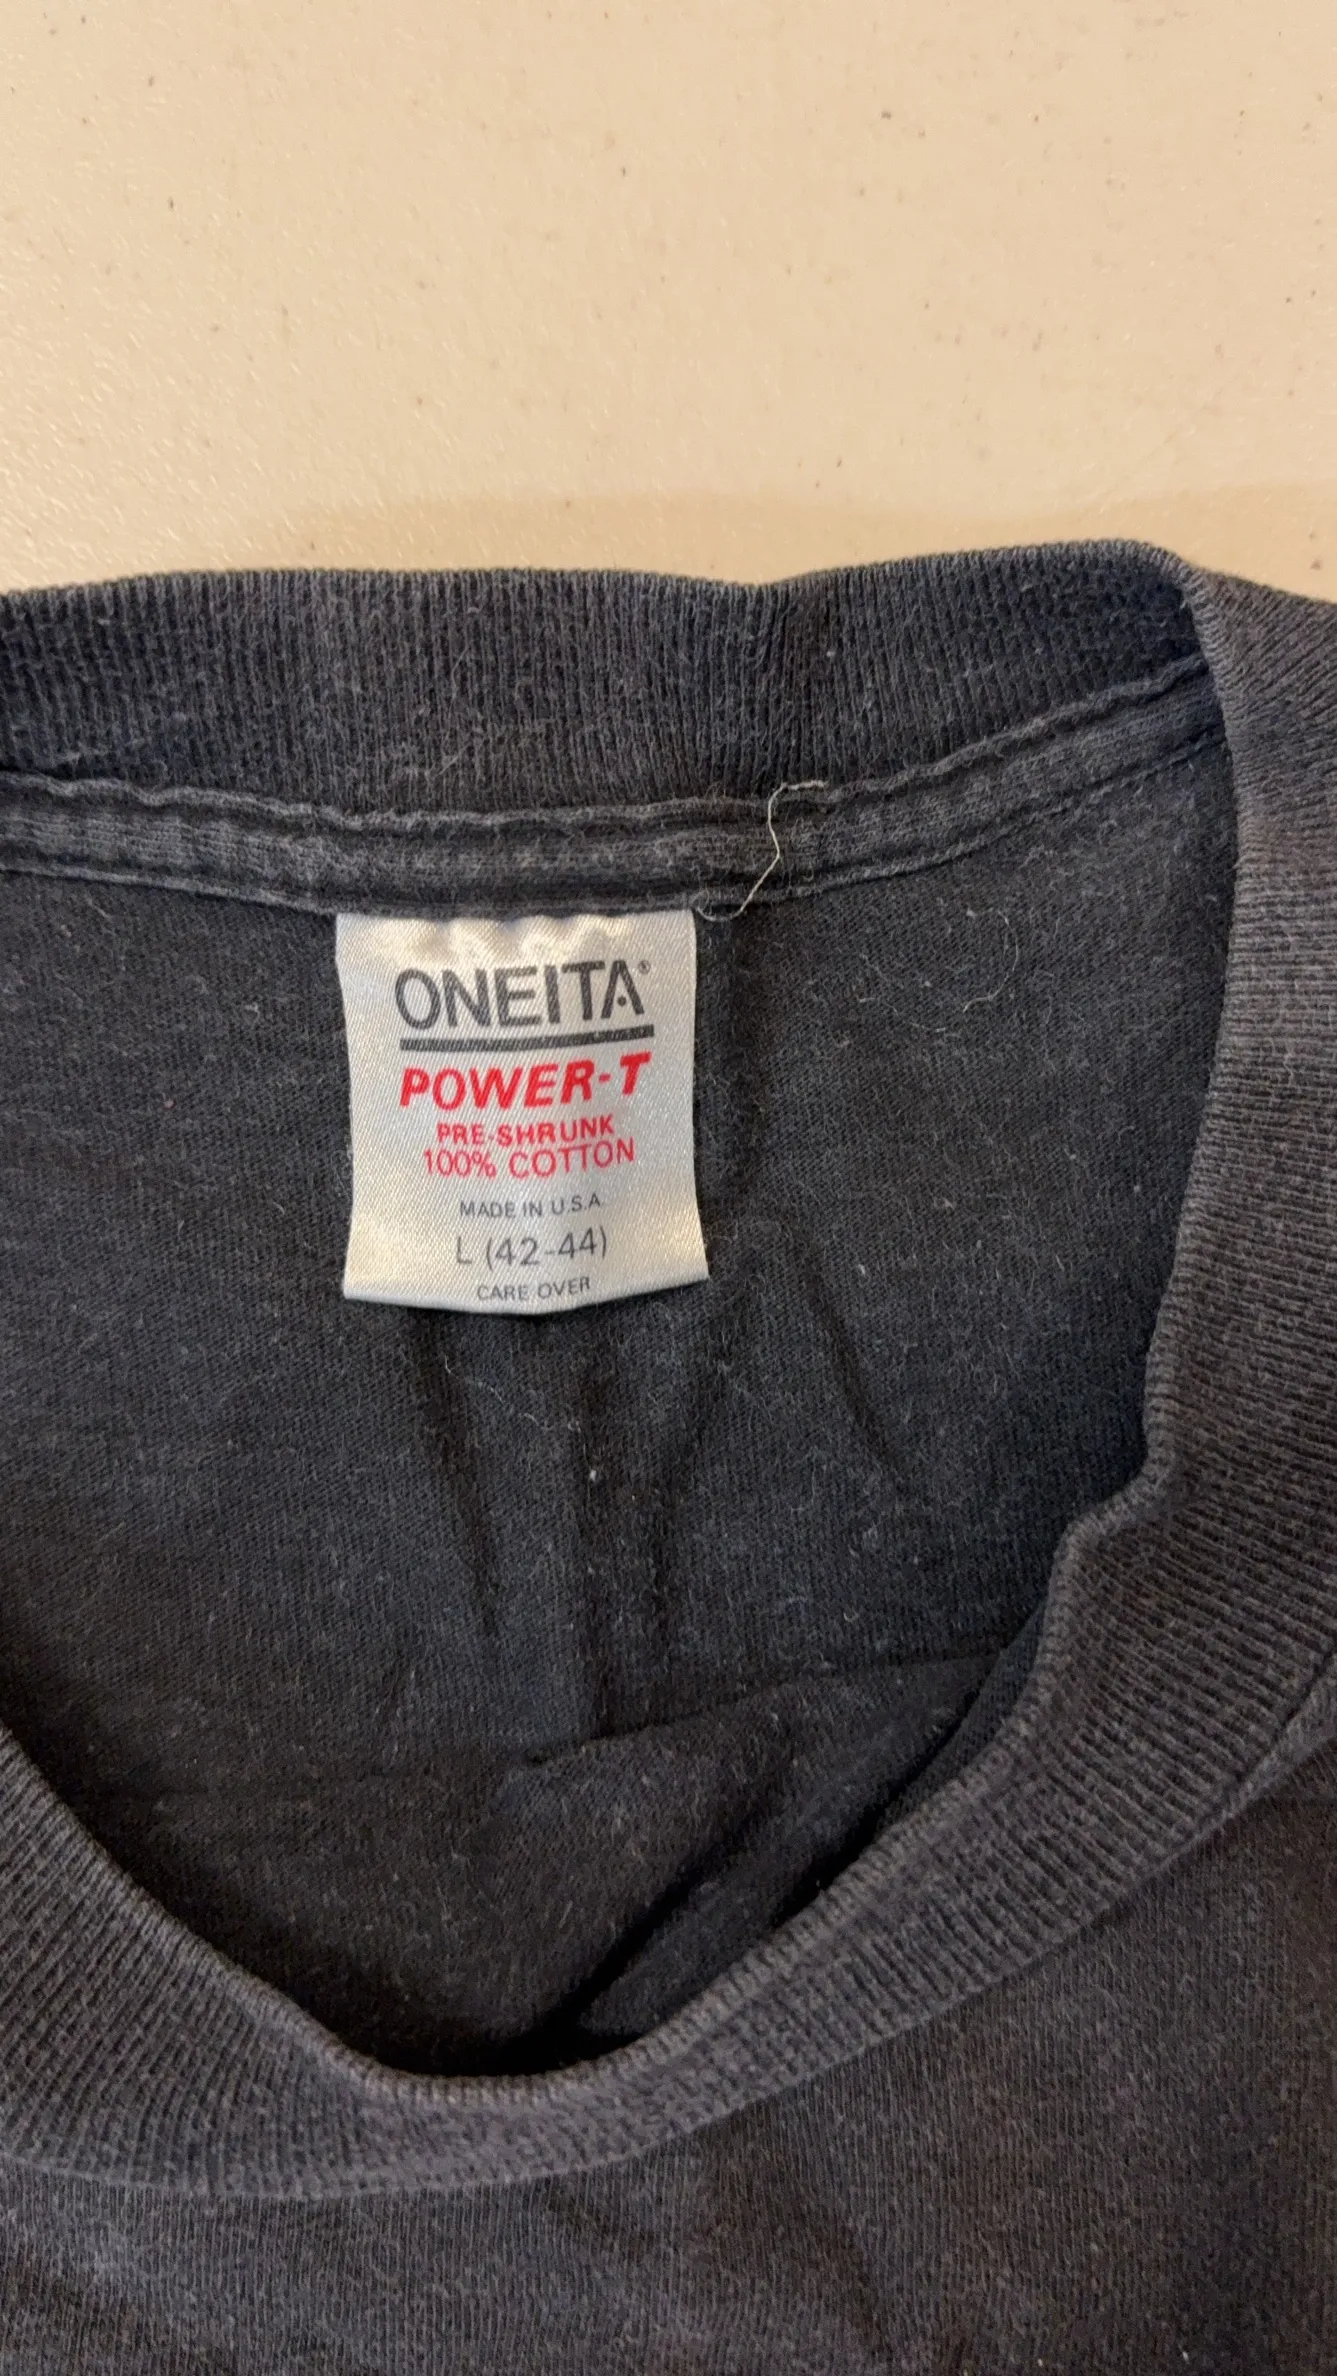 ONEITA®
POWER-T
PRE-SHRUNK
100% COTTON
MADE IN U.S.A.
L (42-44)
CARE OVER